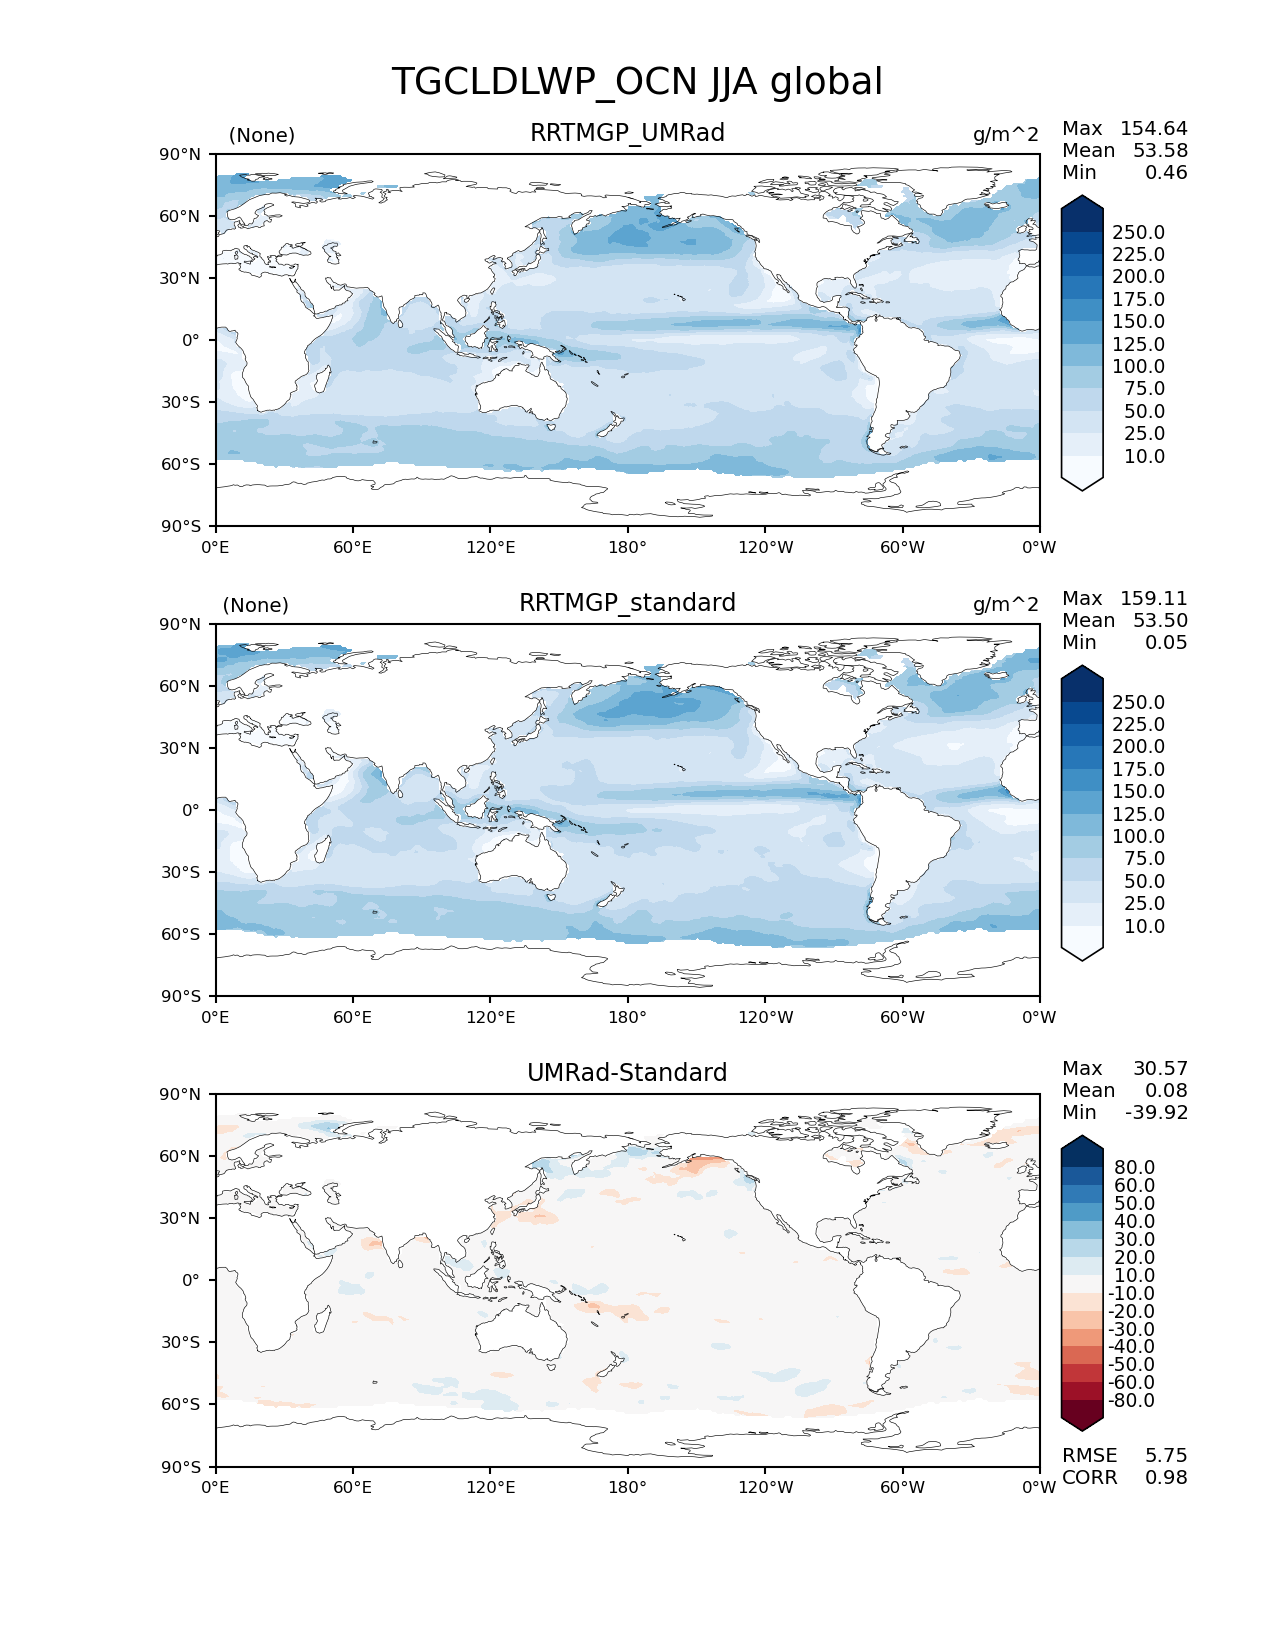 TGCLDLWP_OCN JJA global
(None) RRTMGP_UMRad g/m^2
Max 154.64
Mean 53.58
Min 0.46
90°N
60°N
30°N
0°
30°S
60°S
90°S
0°E 60°E 120°E 180° 120°W 60°W 0°W
250.0
225.0
200.0
175.0
150.0
125.0
100.0
75.0
50.0
25.0
10.0
(None) RRTMGP_standard g/m^2
Max 159.11
Mean 53.50
Min 0.05
90°N
60°N
30°N
0°
30°S
60°S
90°S
0°E 60°E 120°E 180° 120°W 60°W 0°W
250.0
225.0
200.0
175.0
150.0
125.0
100.0
75.0
50.0
25.0
10.0
UMRad-Standard
Max 30.57
Mean 0.08
Min -39.92
90°N
60°N
30°N
0°
30°S
60°S
90°S
0°E 60°E 120°E 180° 120°W 60°W 0°W
80.0
60.0
50.0
40.0
30.0
20.0
10.0
-10.0
-20.0
-30.0
-40.0
-50.0
-60.0
-80.0
RMSE 5.75
CORR 0.98